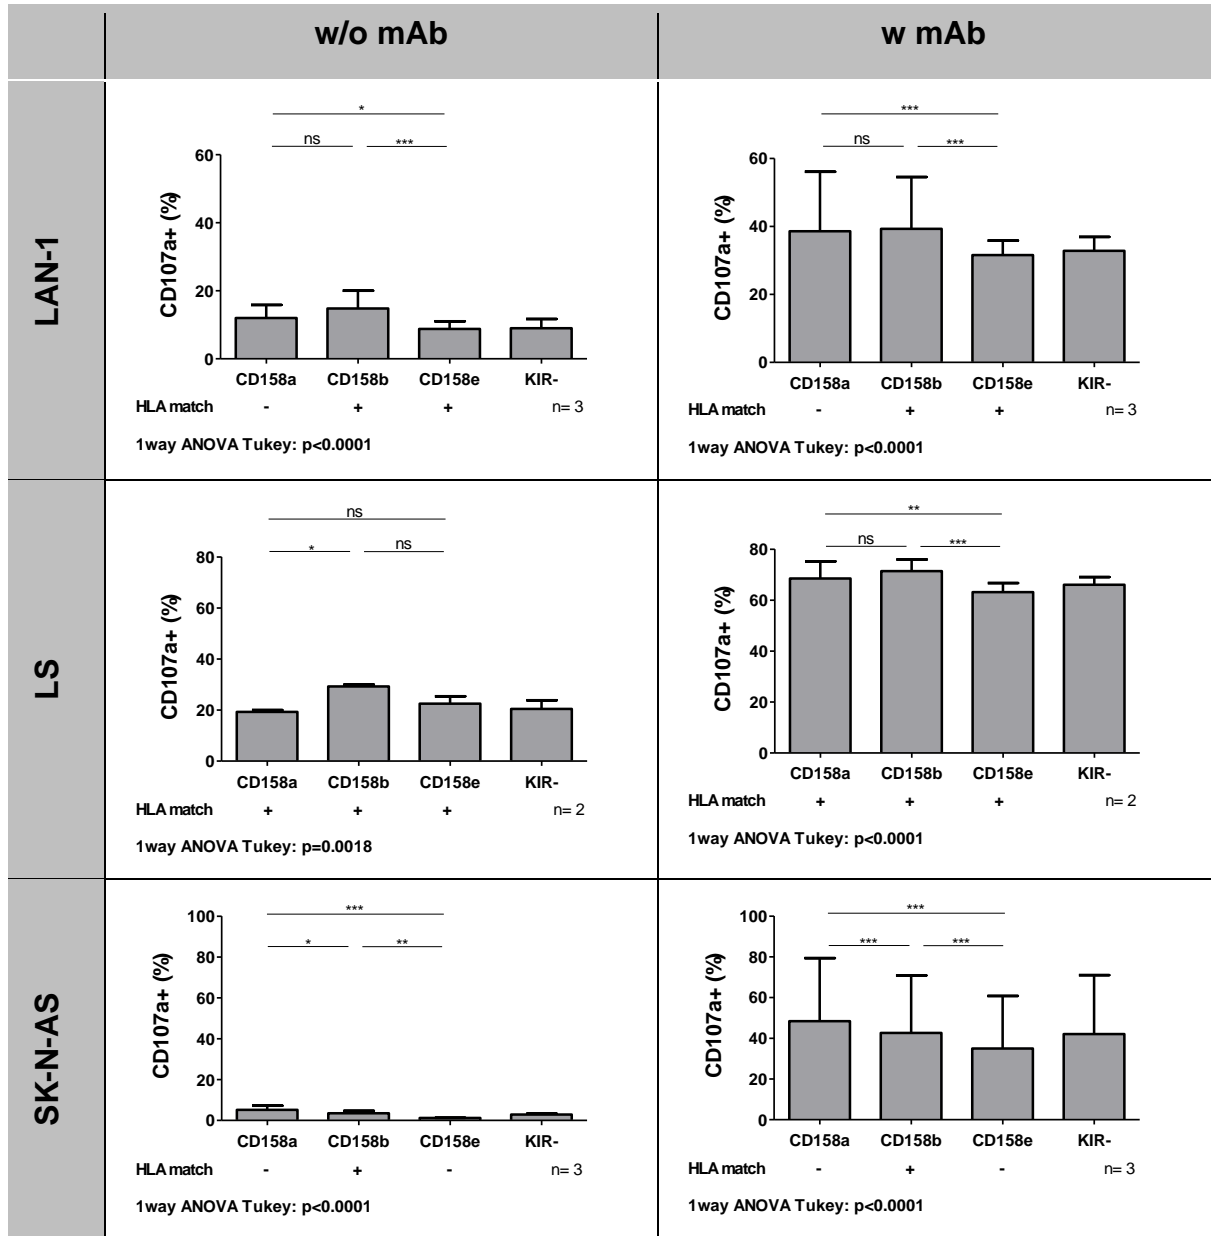 w/o mAb
w mAb
LAN-1
*
ns
***
CD107a+ (%)
60
40
20
0
CD158a CD158b CD158e KIR-
HLA match - + + n= 3
1way ANOVA Tukey: p<0.0001
***
ns
***
CD107a+ (%)
60
40
20
0
CD158a CD158b CD158e KIR-
HLA match - + + n= 3
1way ANOVA Tukey: p<0.0001
LS
ns
*
ns
CD107a+ (%)
80
60
40
20
0
CD158a CD158b CD158e KIR-
HLA match + + + n= 2
1way ANOVA Tukey: p=0.0018
**
ns
***
CD107a+ (%)
80
60
40
20
0
CD158a CD158b CD158e KIR-
HLA match + + + n= 2
1way ANOVA Tukey: p<0.0001
SK-N-AS
***
*
**
CD107a+ (%)
100
80
60
40
20
0
CD158a CD158b CD158e KIR-
HLA match - + - n= 3
1way ANOVA Tukey: p<0.0001
***
***
***
CD107a+ (%)
100
80
60
40
20
0
CD158a CD158b CD158e KIR-
HLA match - + - n= 3
1way ANOVA Tukey: p<0.0001